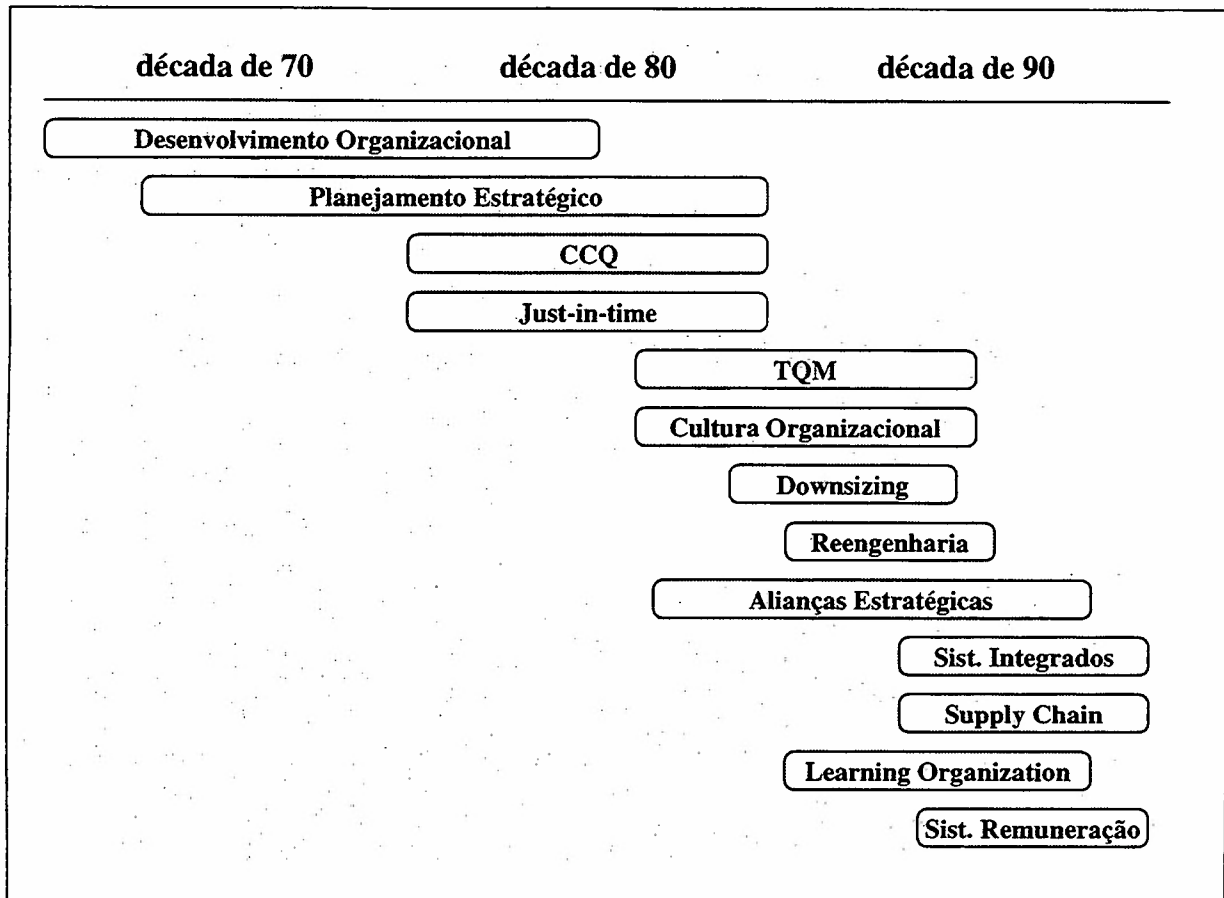 década de 70 década de 80 década de 90
Desenvolvimento Organizacional
Planejamento Estratégico
CCQ
Just-in-time
TQM
Cultura Organizacional
Downsizing
Reengenharia
Alianças Estratégicas
Sist. Integrados
Supply Chain
Learning Organization
Sist. Remuneração